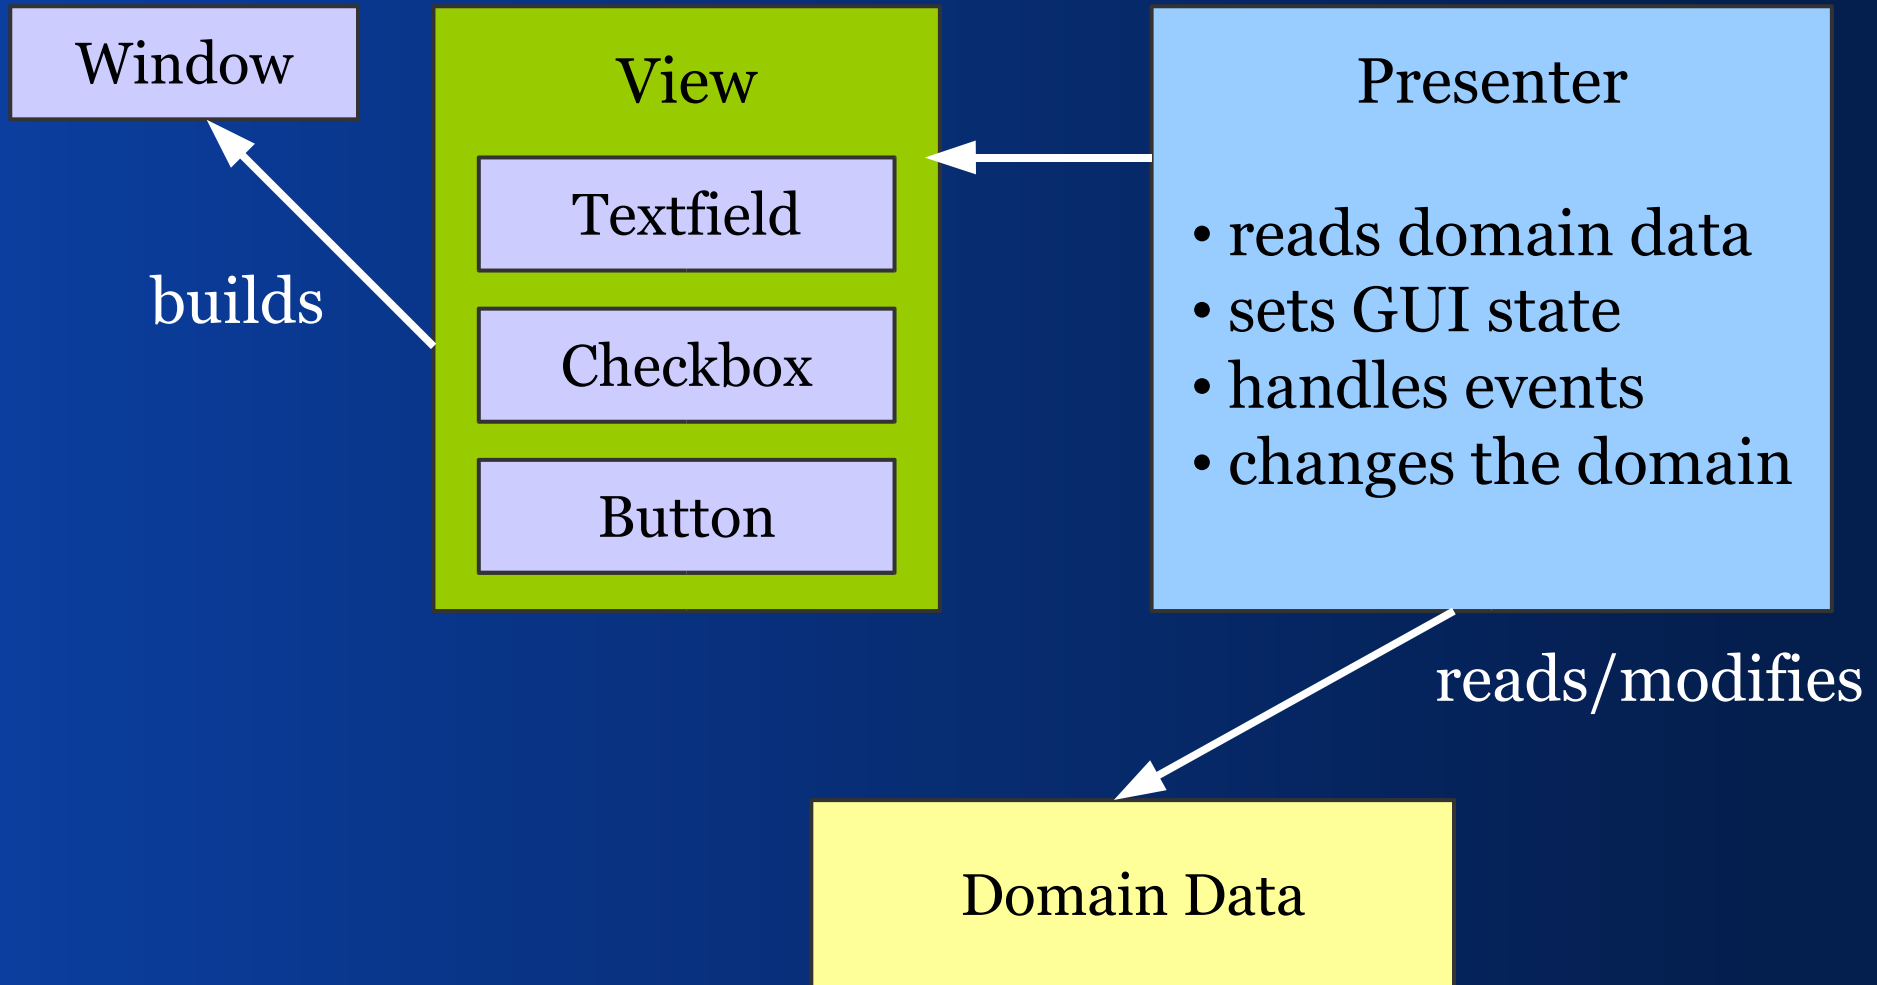 Window
View
Textfield
Checkbox
Button
builds
Presenter
• reads domain data
• sets GUI state
• handles events
• changes the domain
reads/modifies
Domain Data